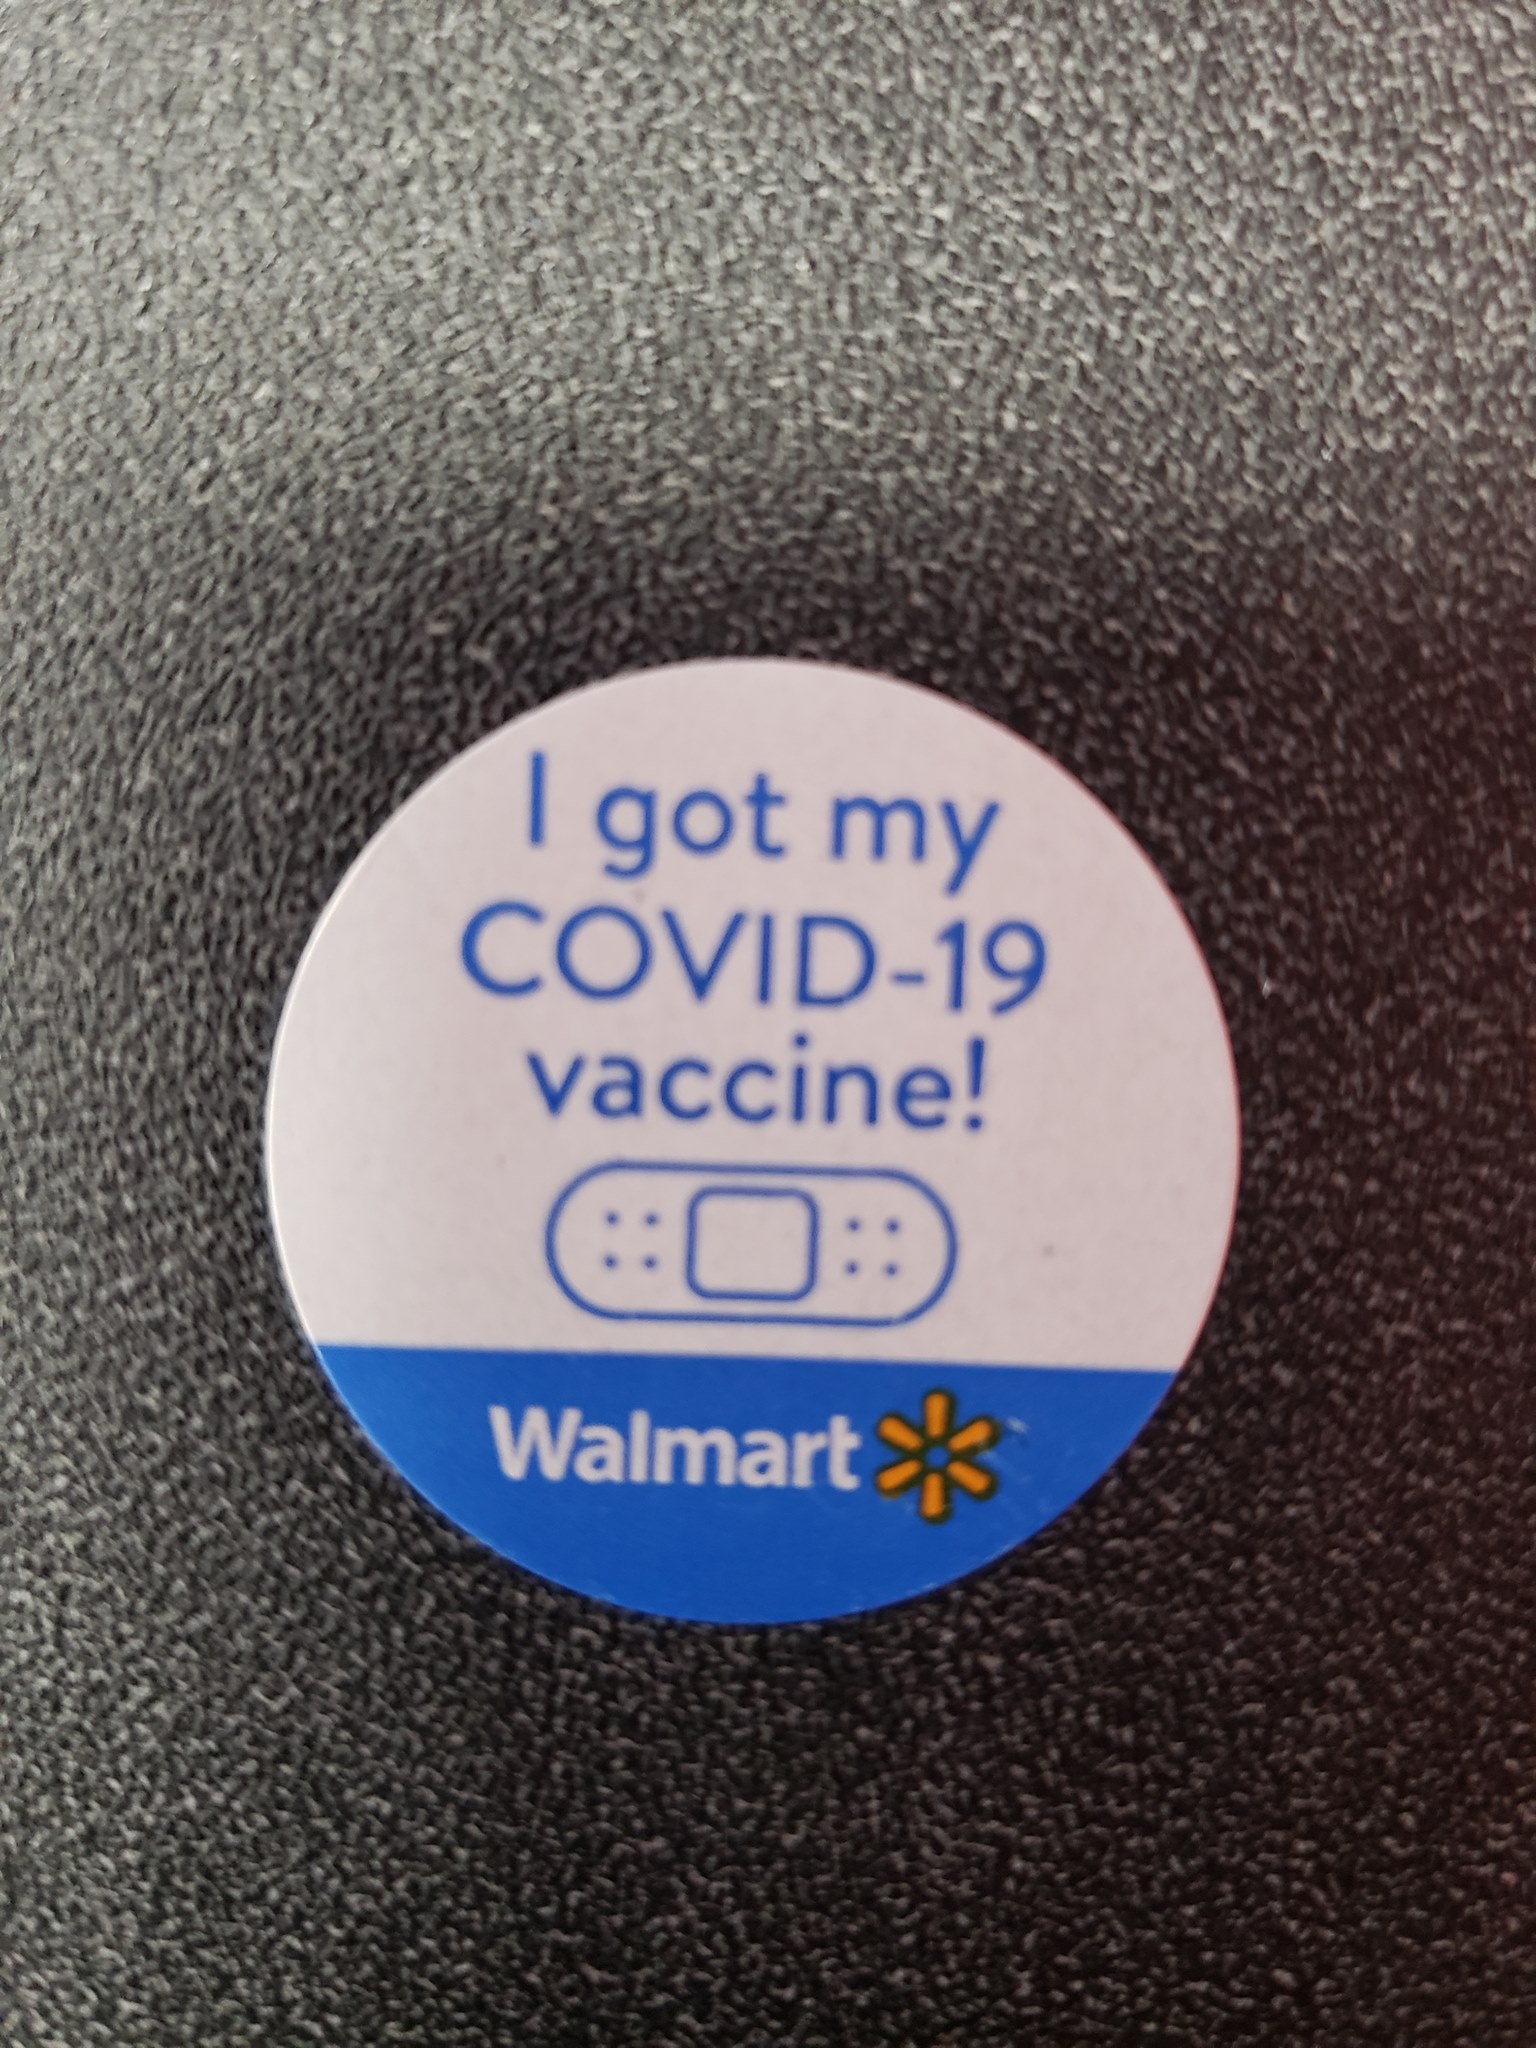 I got my
COVID-19
vaccine!
Walmart